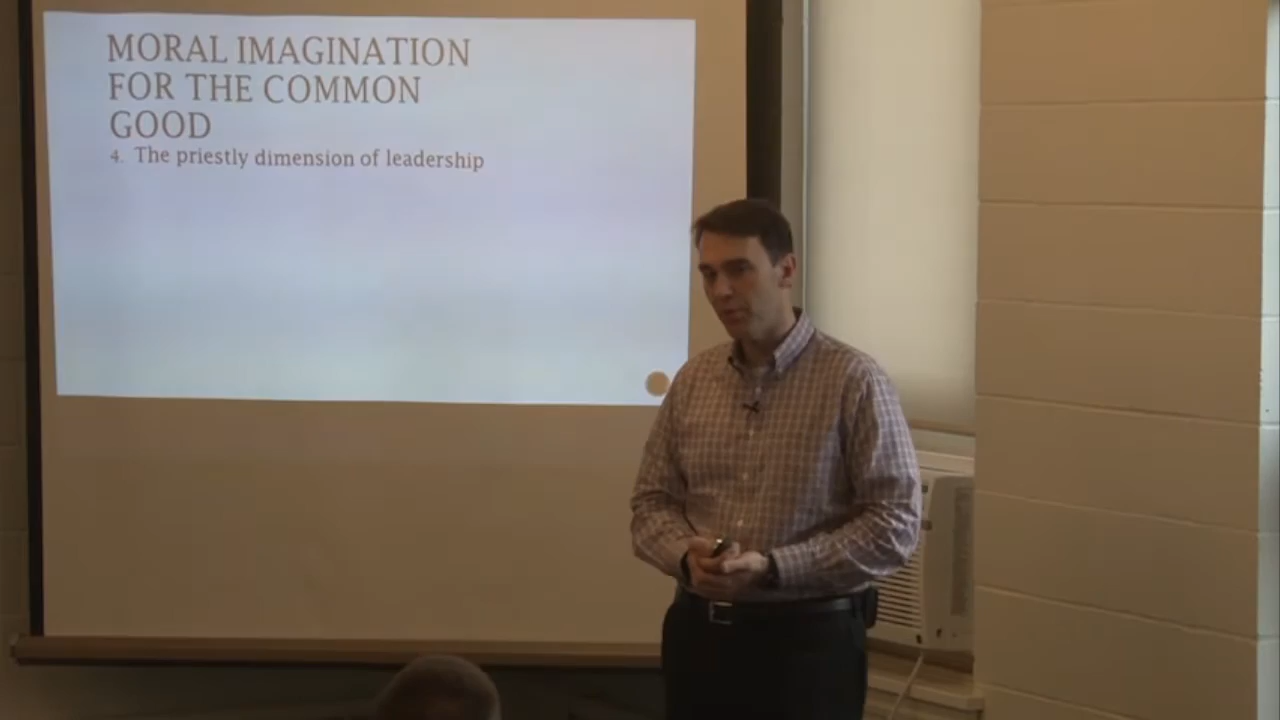 MORAL IMAGINATION
FOR THE COMMON
GOOD
4. The priestly dimension of leadership